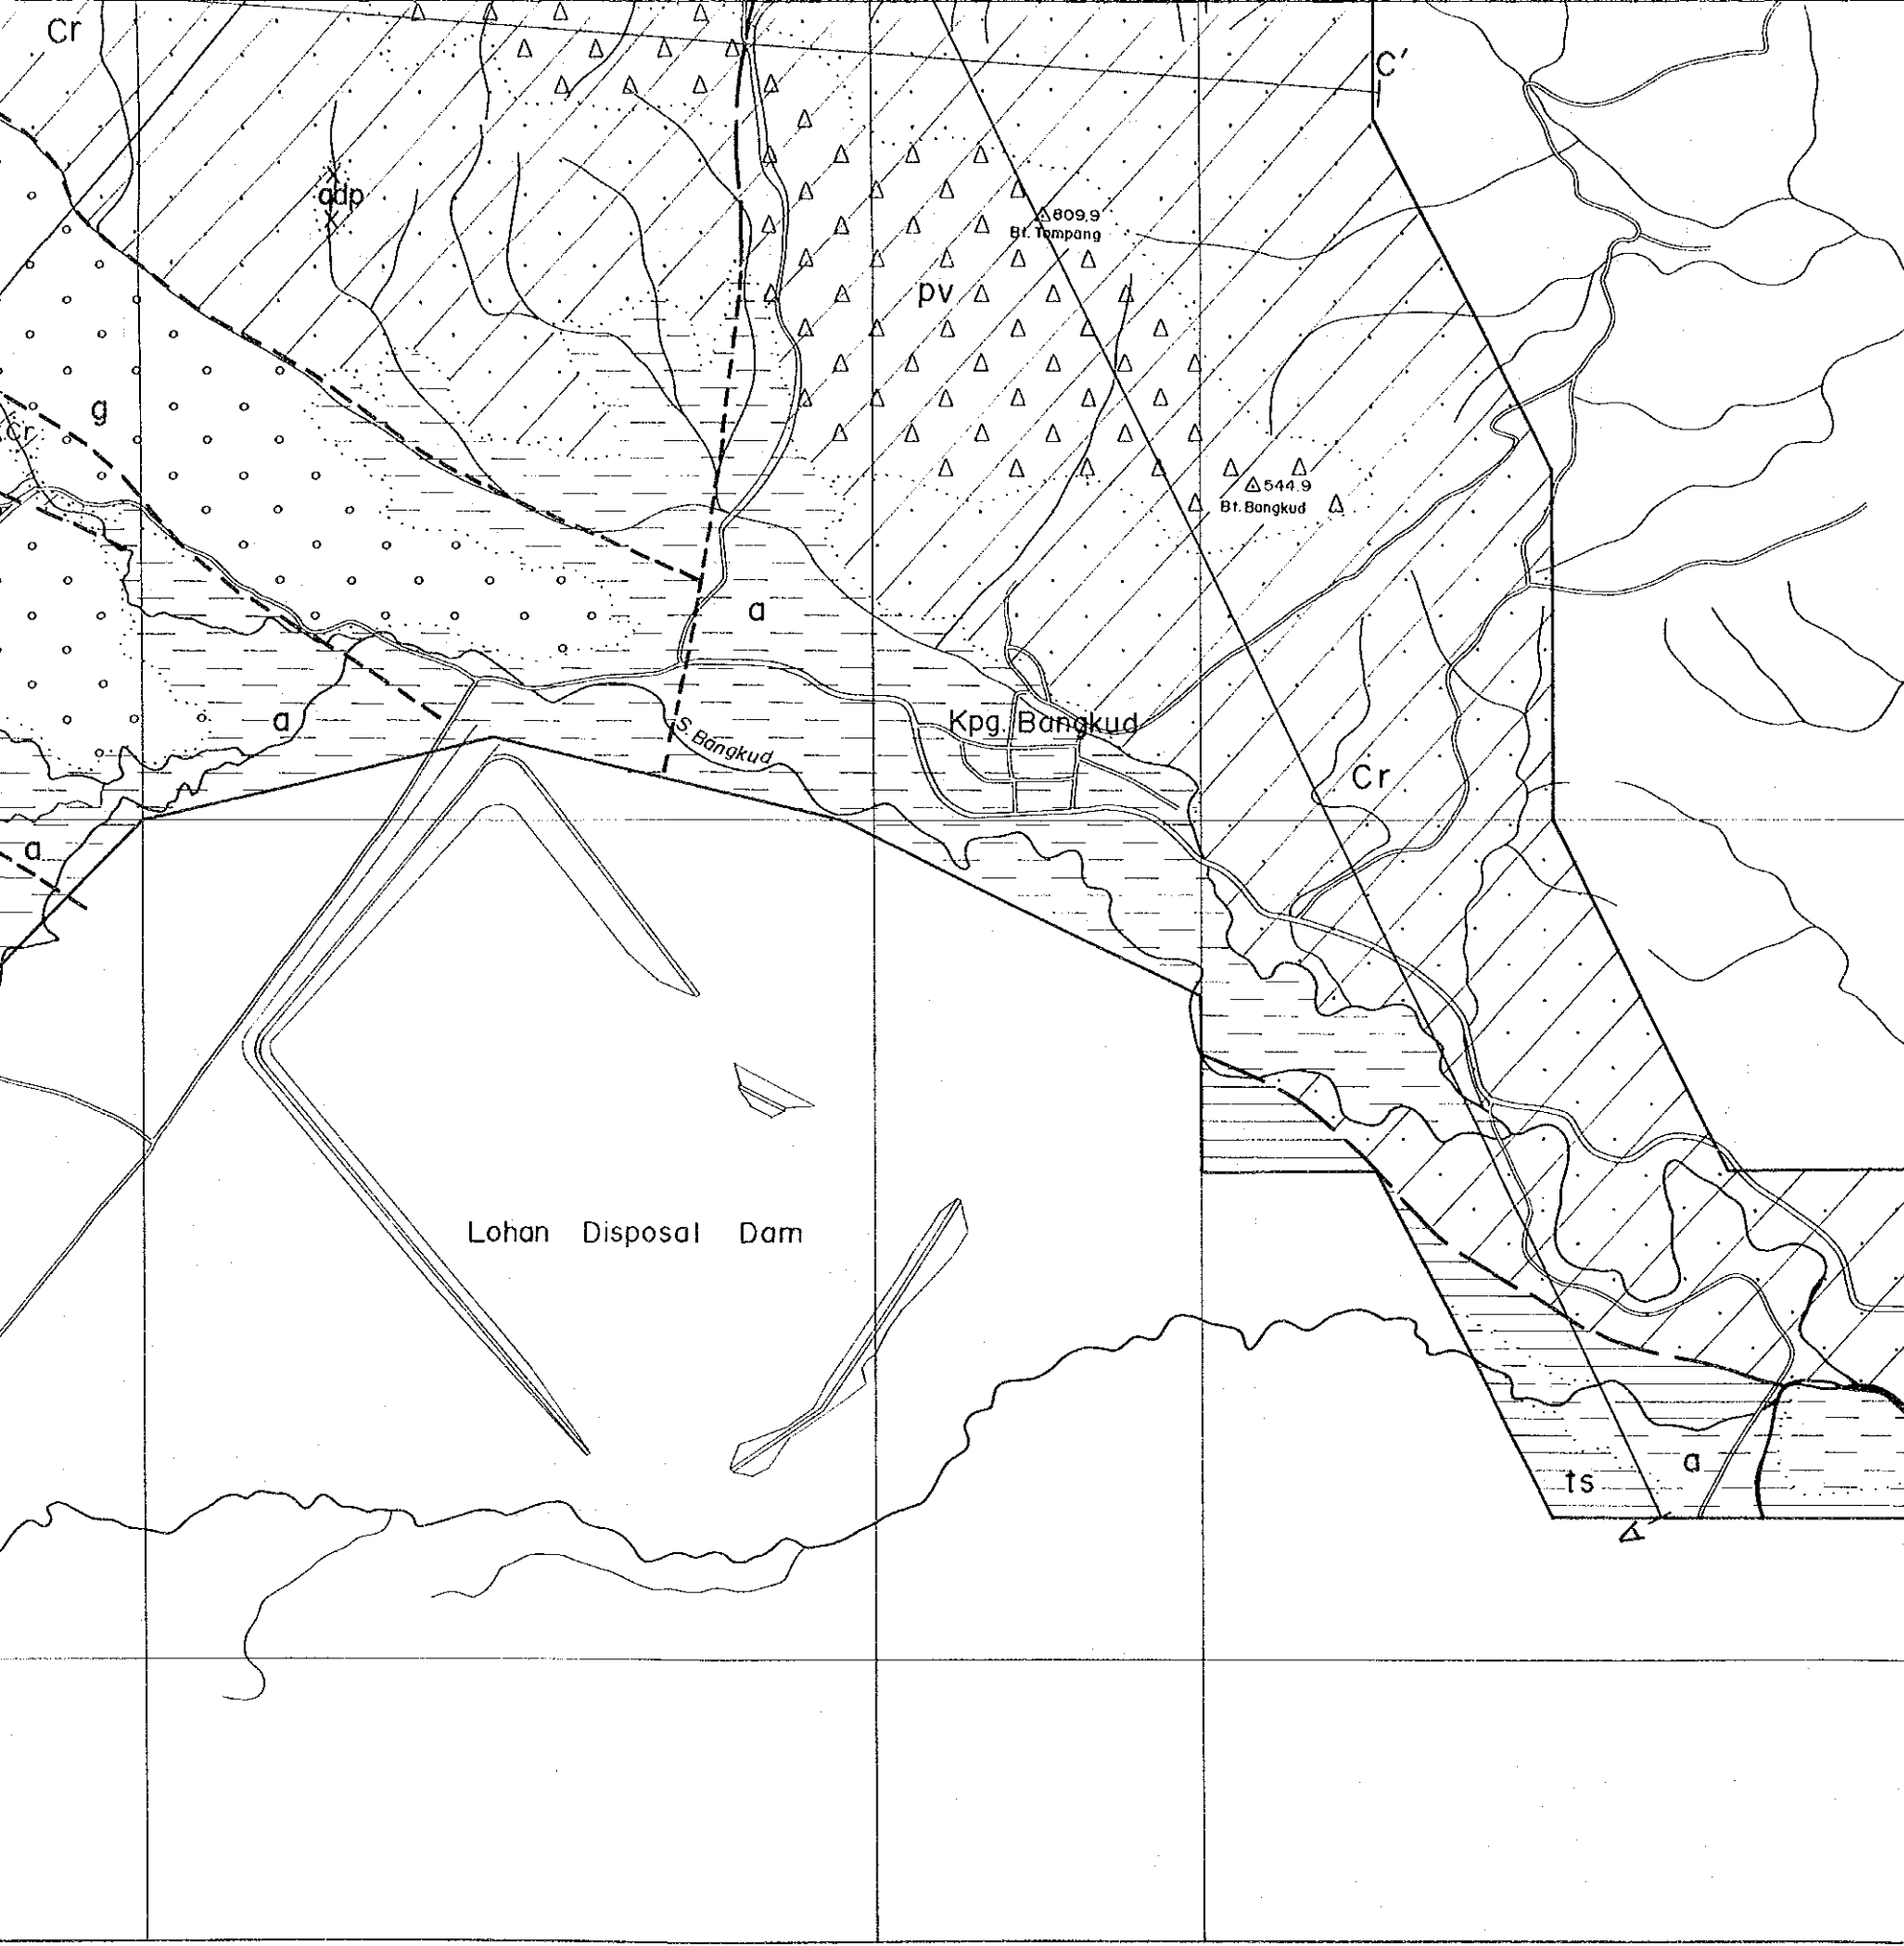 Cr
C'
adp
△809.9
Bt. Tampang
pv
g
Cr
△544.9
Bt. Bangkud
a
a
Kpg. Bangkud
S. Bangkud
Cr
a
Lohan Disposal Dam
a
ts